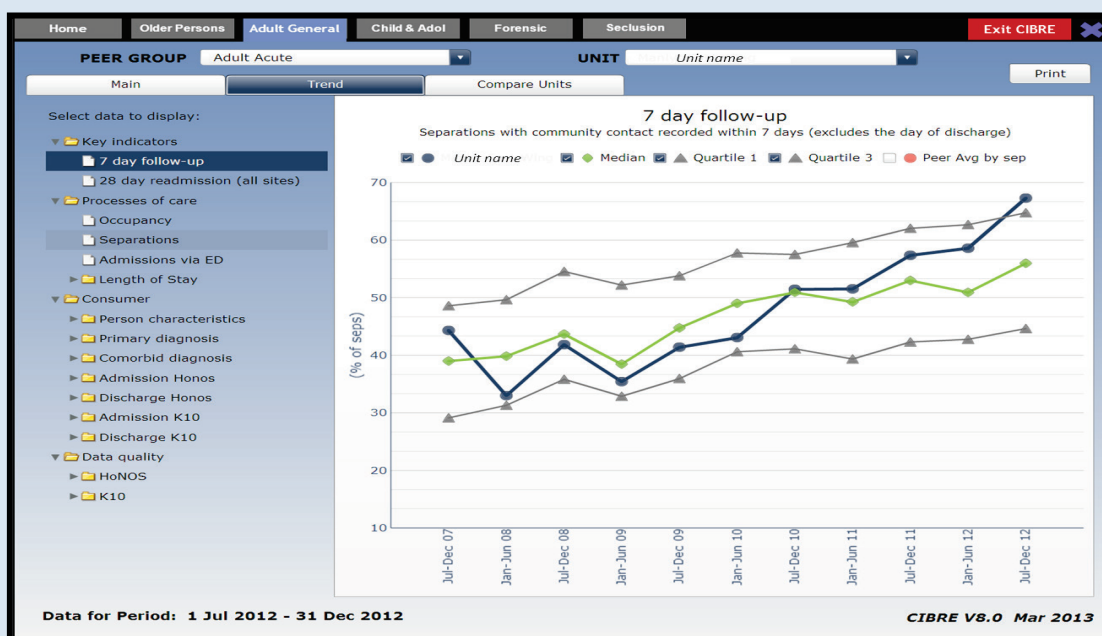 Home Older Persons Adult General Child & Adol Forensic Seclusion Exit CIBRE
PEER GROUP Adult Acute UNIT Unit name
Main Trend Compare Units Print
Select data to display:
Key indicators
7 day follow-up
28 day readmission (all sites)
Processes of care
Occupancy
Separations
Admissions via ED
Length of Stay
Consumer
Person characteristics
Primary diagnosis
Comorbid diagnosis
Admission Honos
Discharge Honos
Admission K10
Discharge K10
Data quality
HoNOS
K10
7 day follow-up
Separations with community contact recorded within 7 days (excludes the day of discharge)
Unit name Median Quartile 1 Quartile 3 Peer Avg by sep
(% of seps)
70
60
50
40
30
20
10
Jul-Dec 07
Jan-Jun 08
Jul-Dec 08
Jan-Jun 09
Jul-Dec 09
Jan-Jun 10
Jul-Dec 10
Jan-Jun 11
Jul-Dec 11
Jan-Jun 12
Jul-Dec 12
Data for Period: 1 Jul 2012 - 31 Dec 2012
CIBRE V8.0 Mar 2013